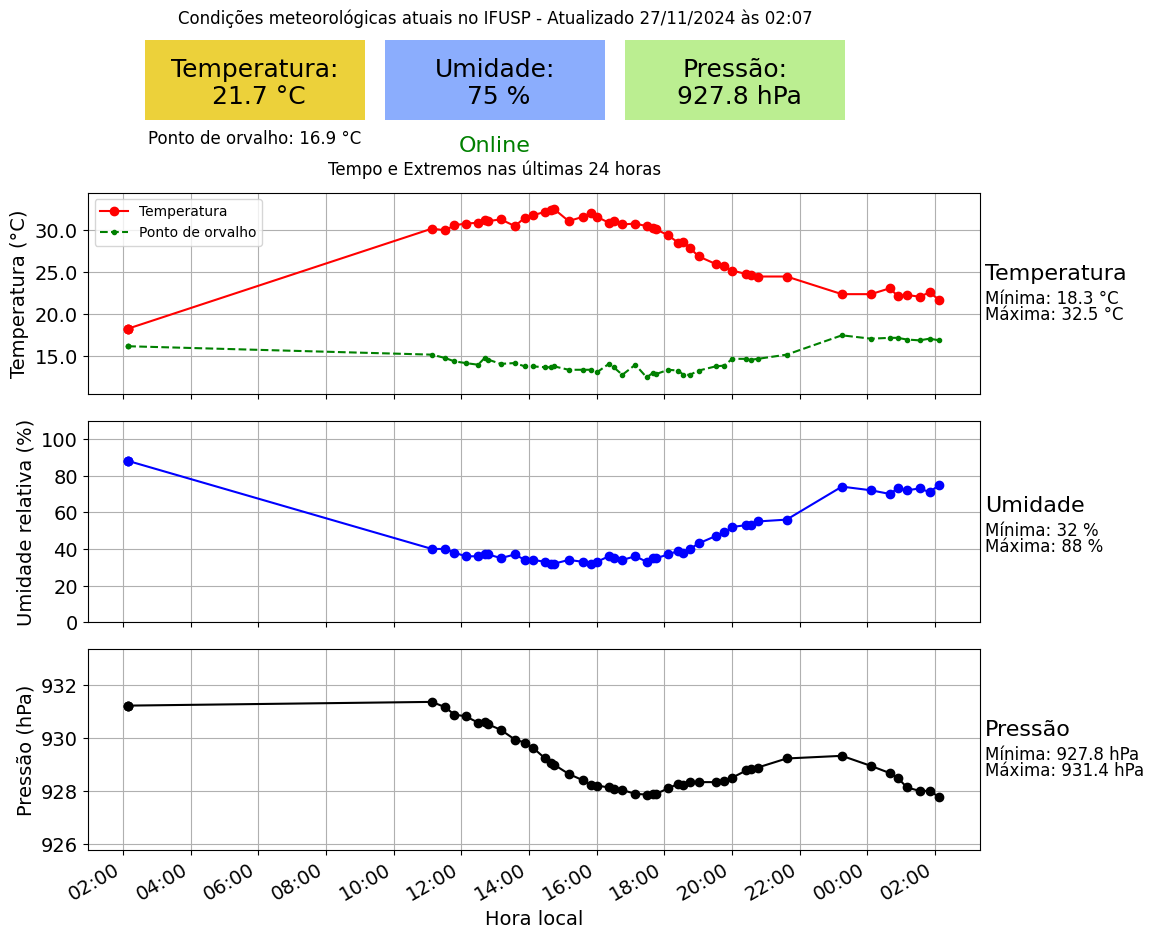 Condições meteorológicas atuais no IFUSP - Atualizado 27/11/2024 às 02:07
Temperatura:
21.7 °C
Umidade:
75 %
Pressão:
927.8 hPa
Ponto de orvalho: 16.9 °C
Online
Tempo e Extremos nas últimas 24 horas
Temperatura (°C)
30.0
25.0
20.0
15.0
Temperatura
Ponto de orvalho
Temperatura
Mínima: 18.3 °C
Máxima: 32.5 °C
Umidade relativa (%)
100
80
60
40
20
0
Umidade
Mínima: 32 %
Máxima: 88 %
Pressão (hPa)
932
930
928
926
Pressão
Mínima: 927.8 hPa
Máxima: 931.4 hPa
02:00 04:00 06:00 08:00 10:00 12:00 14:00 16:00 18:00 20:00 22:00 00:00 02:00
Hora local